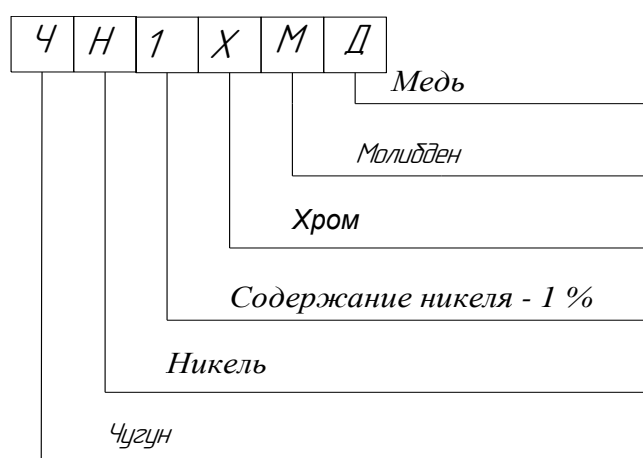 Ч Н 1 Х М Д
Медь
Молибден
Хром
Содержание никеля - 1 %
Никель
Чугун